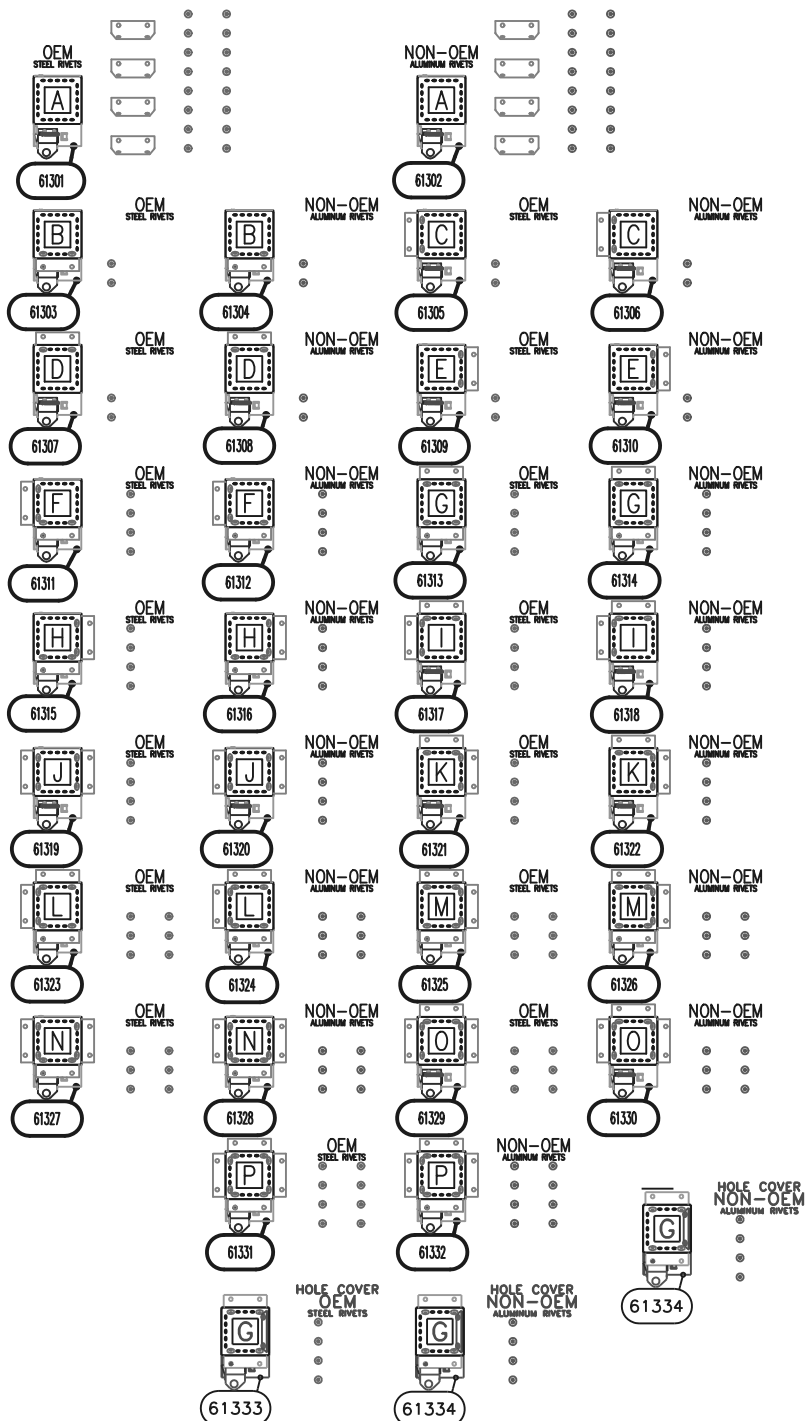 OEM
STEEL RIVETS
A
61301
NON-OEM
ALUMINUM RIVETS
A
61302
OEM
STEEL RIVETS
B
61303
NON-OEM
ALUMINUM RIVETS
B
61304
OEM
STEEL RIVETS
C
61305
NON-OEM
ALUMINUM RIVETS
C
61306
OEM
STEEL RIVETS
D
61307
NON-OEM
ALUMINUM RIVETS
D
61308
OEM
STEEL RIVETS
E
61309
NON-OEM
ALUMINUM RIVETS
E
61310
OEM
STEEL RIVETS
F
61311
NON-OEM
ALUMINUM RIVETS
F
61312
OEM
STEEL RIVETS
G
61313
NON-OEM
ALUMINUM RIVETS
G
61314
OEM
STEEL RIVETS
H
61315
NON-OEM
ALUMINUM RIVETS
H
61316
OEM
STEEL RIVETS
I
61317
NON-OEM
ALUMINUM RIVETS
I
61318
OEM
STEEL RIVETS
J
61319
NON-OEM
ALUMINUM RIVETS
J
61320
OEM
STEEL RIVETS
K
61321
NON-OEM
ALUMINUM RIVETS
K
61322
OEM
STEEL RIVETS
L
61323
NON-OEM
ALUMINUM RIVETS
L
61324
OEM
STEEL RIVETS
M
61325
NON-OEM
ALUMINUM RIVETS
M
61326
OEM
STEEL RIVETS
N
61327
NON-OEM
ALUMINUM RIVETS
N
61328
OEM
STEEL RIVETS
O
61329
NON-OEM
ALUMINUM RIVETS
O
61330
OEM
STEEL RIVETS
P
61331
NON-OEM
ALUMINUM RIVETS
P
61332
HOLE COVER
NON-OEM
ALUMINUM RIVETS
G
61334
HOLE COVER
OEM
STEEL RIVETS
G
61333
HOLE COVER
NON-OEM
ALUMINUM RIVETS
G
61334